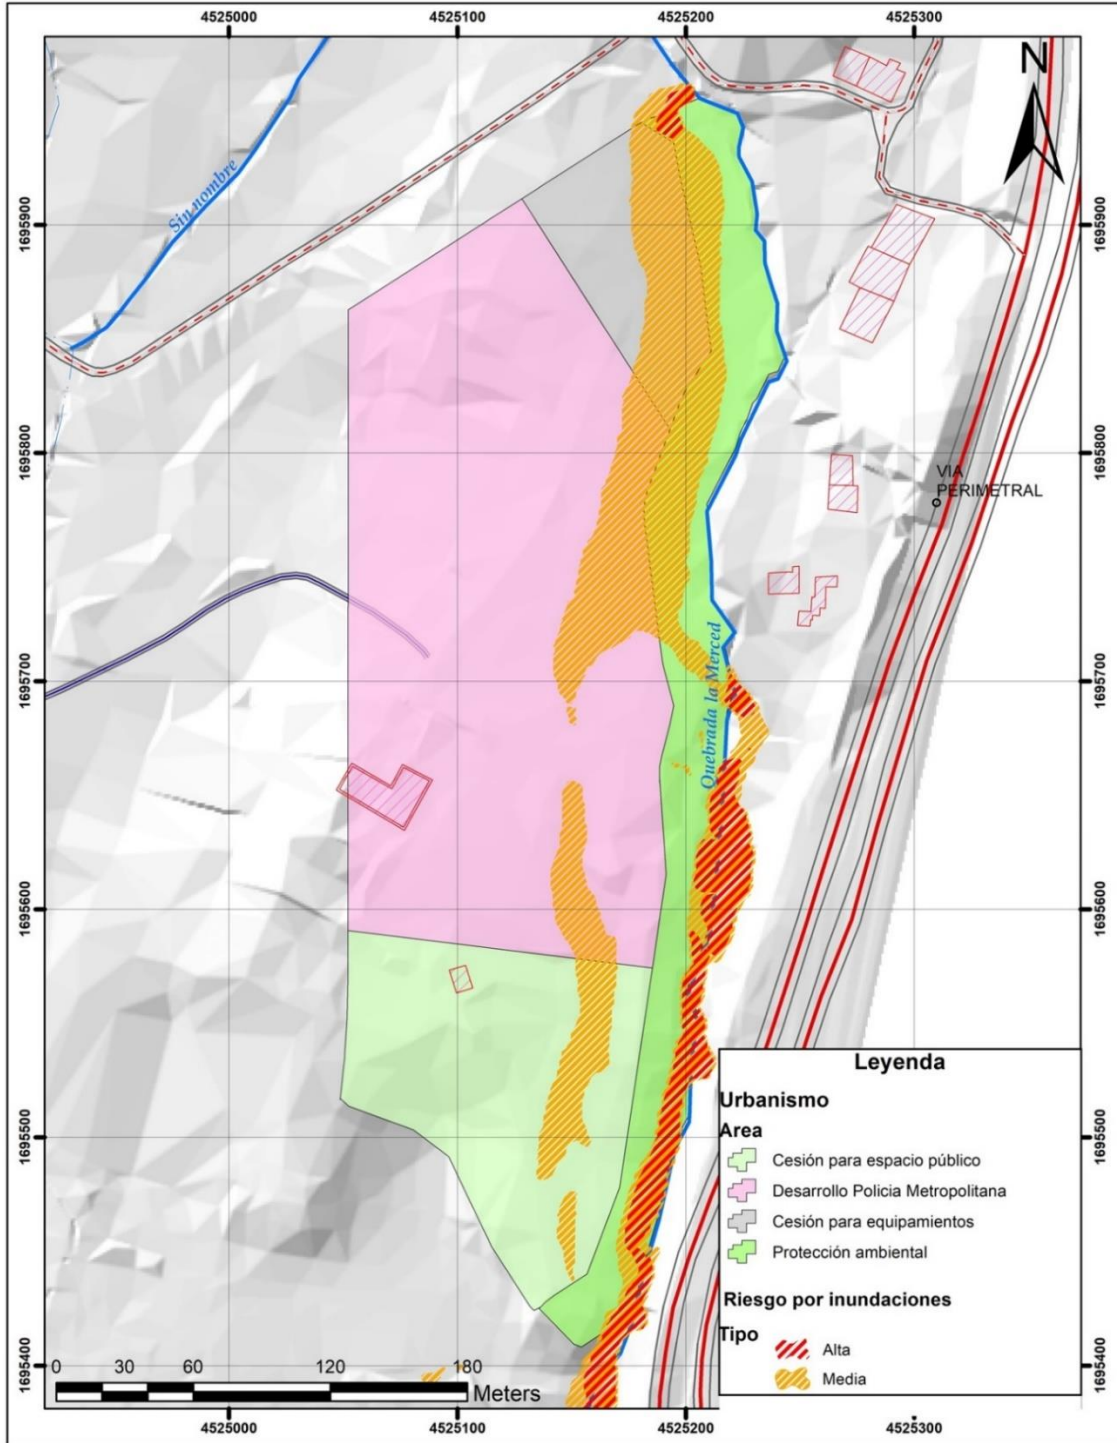 4525000
4525100
4525200
4525300
N
Sin nombre
1695900
1695900
1695800
1695800
VIA
PERIMETRAL
Quebrada la Merced
1695700
1695700
1695600
1695600
1695500
1695500
1695400
1695400
Leyenda
Urbanismo
Area
Cesión para espacio público
Desarrollo Policia Metropolitana
Cesión para equipamientos
Protección ambiental
Riesgo por inundaciones
Tipo
Alta
Media
0 30 60 120 180
Meters
4525000
4525100
4525200
4525300